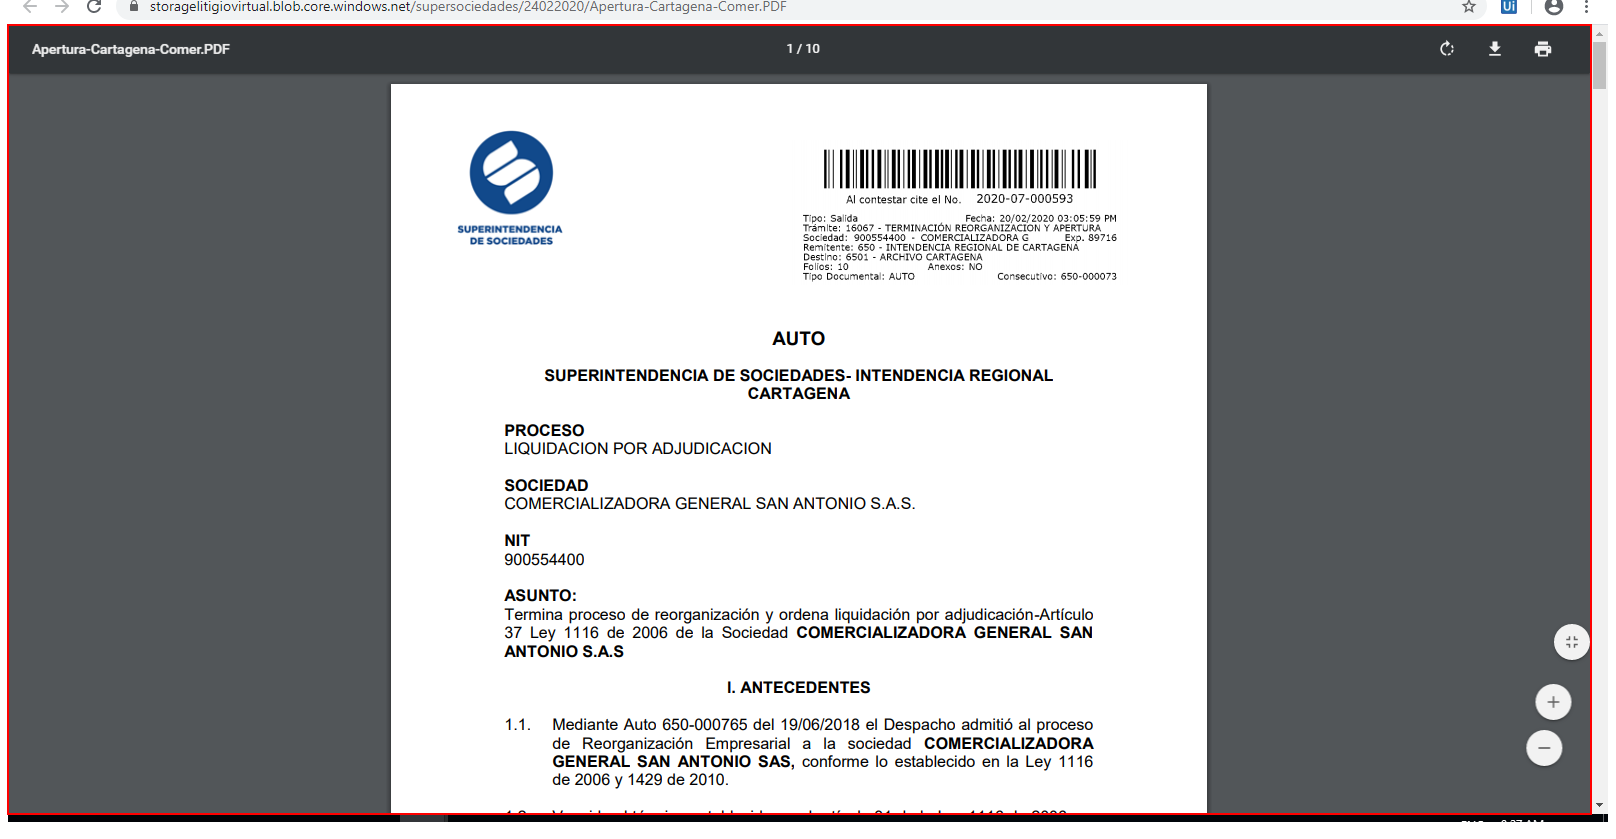 storagelitigiovirtual.blob.core.windows.net/supersociedades/24022020/Apertura-Cartagena-Comer.PDF
Ui
Apertura-Cartagena-Comer.PDF
1 / 10
SUPERINTENDENCIA
DE SOCIEDADES
Al contestar cite el No. 2020-07-000593
Tipo: Salida Fecha: 20/02/2020 03:05:59 PM
Trámite: 16067 - TERMINACIÓN REORGANIZACION Y APERTURA
Sociedad: 900554400 - COMERCIALIZADORA G Exp. 89716
Remitente: 650 - INTENDENCIA REGIONAL DE CARTAGENA
Destino: 6501 - ARCHIVO CARTAGENA
Folios: 10 Anexos: NO
Tipo Documental: AUTO Consecutivo: 650-000073
AUTO
SUPERINTENDENCIA DE SOCIEDADES- INTENDENCIA REGIONAL
CARTAGENA
PROCESO
LIQUIDACION POR ADJUDICACION
SOCIEDAD
COMERCIALIZADORA GENERAL SAN ANTONIO S.A.S.
NIT
900554400
ASUNTO:
Termina proceso de reorganización y ordena liquidación por adjudicación-Artículo
37 Ley 1116 de 2006 de la Sociedad COMERCIALIZADORA GENERAL SAN
ANTONIO S.A.S
I. ANTECEDENTES
1.1. Mediante Auto 650-000765 del 19/06/2018 el Despacho admitió al proceso
de Reorganización Empresarial a la sociedad COMERCIALIZADORA
GENERAL SAN ANTONIO SAS, conforme lo establecido en la Ley 1116
de 2006 y 1429 de 2010.